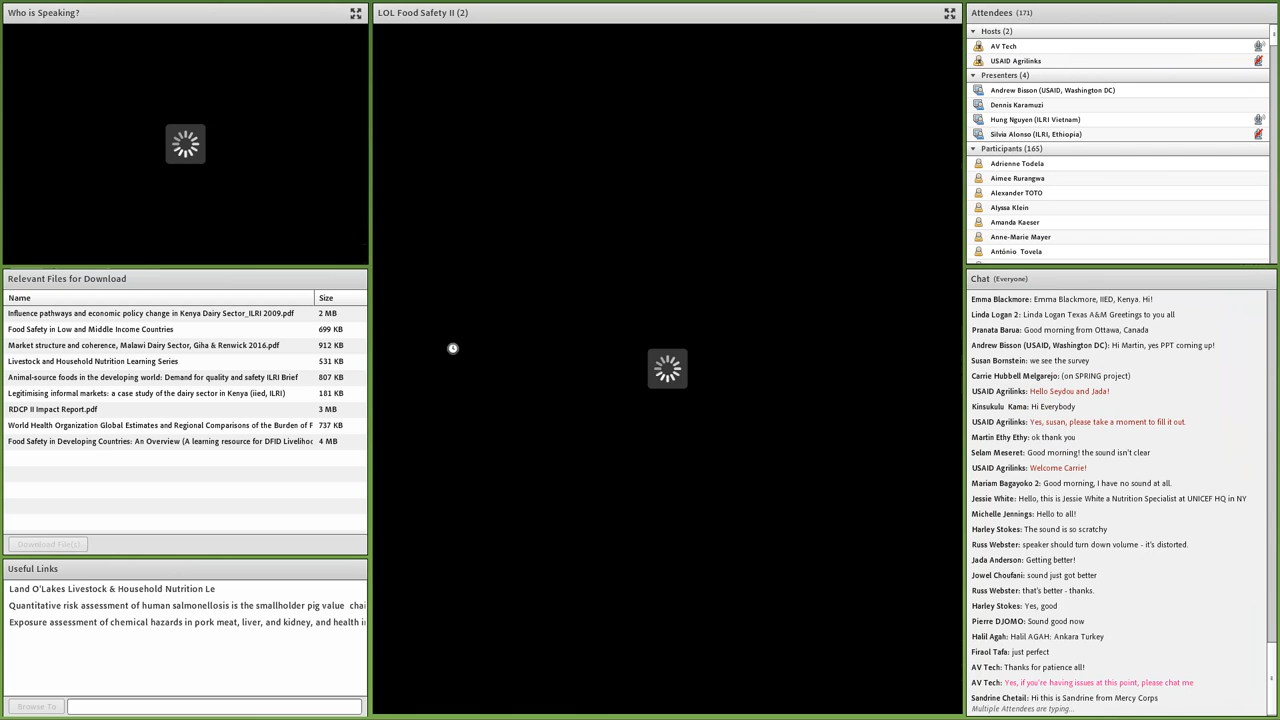 Who is Speaking?
LOL Food Safety II (2)
Attendees (171)
Hosts (2)
AV Tech
USAID Agrilinks
Presenters (4)
Andrew Bisson (USAID, Washington DC)
Dennis Karamuzi
Hung Nguyen (ILRI Vietnam)
Silvia Alonso (ILRI, Ethiopia)
Participants (165)
Adrienne Todela
Aimee Rurangwa
Alexander TOTO
Alyssa Klein
Amanda Kaeser
Anne-Marie Mayer
António Tovela
Relevant Files for Download
Name Size
Influence pathways and economic policy change in Kenya Dairy Sector_ILRI 2009.pdf 2 MB
Food Safety in Low and Middle Income Countries 699 KB
Market structure and coherence, Malawi Dairy Sector, Giha & Renwick 2016.pdf 912 KB
Livestock and Household Nutrition Learning Series 531 KB
Animal-source foods in the developing world: Demand for quality and safety ILRI Brief 807 KB
Legitimising informal markets: a case study of the dairy sector in Kenya (iied, ILRI) 181 KB
RDCP II Impact Report.pdf 3 MB
World Health Organization Global Estimates and Regional Comparisons of the Burden of F 737 KB
Food Safety in Developing Countries: An Overview (A learning resource for DFID Livelihoc 4 MB
Download File(s)
Useful Links
Land O'Lakes Livestock & Household Nutrition Le
Quantitative risk assessment of human salmonellosis is the smallholder pig value chai
Exposure assessment of chemical hazards in pork meat, liver, and kidney, and health i
Browse To
Chat (Everyone)
Emma Blackmore: Emma Blackmore, IIED, Kenya. Hi!
Linda Logan 2: Linda Logan Texas A&M Greetings to you all
Pranata Barua: Good morning from Ottawa, Canada
Andrew Bisson (USAID, Washington DC): Hi Martin, yes PPT coming up!
Susan Bornstein: we see the survey
Carrie Hubbell Melgarejo: (on SPRING project)
USAID Agrilinks: Hello Seydou and Jada!
Kinsukulu Kama: Hi Everybody
USAID Agrilinks: Yes, susan, please take a moment to fill it out.
Martin Ethy Ethy: ok thank you
Selam Meseret: Good morning! the sound isn't clear
USAID Agrilinks: Welcome Carrie!
Mariam Bagayoko 2: Good morning, I have no sound at all.
Jessie White: Hello, this is Jessie White a Nutrition Specialist at UNICEF HQ in NY
Michelle Jennings: Hello to all!
Harley Stokes: The sound is so scratchy
Russ Webster: speaker should turn down volume - it's distorted.
Jada Anderson: Getting better!
Jowel Choufani: sound just got better
Russ Webster: that's better - thanks.
Harley Stokes: Yes, good
Pierre DJOMO: Sound good now
Halil Agah: Halil AGAH: Ankara Turkey
Firaol Tafa: just perfect
AV Tech: Thanks for patience all!
AV Tech: Yes, if you're having issues at this point, please chat me
Sandrine Chetail: Hi this is Sandrine from Mercy Corps
Multiple Attendees are typing...